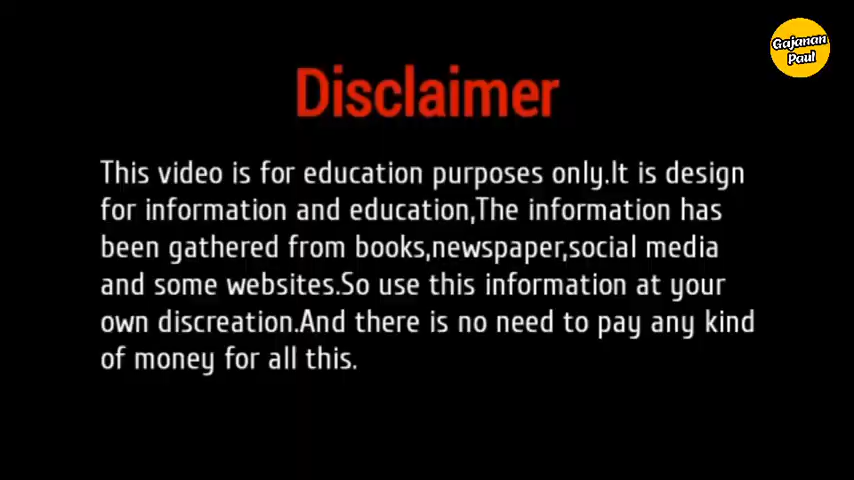 Gajanan
Paul
Disclaimer
This video is for education purposes only.It is design
for information and education,The information has
been gathered from books,newspaper,social media
and some websites.So use this information at your
own discreation.And there is no need to pay any kind
of money for all this.